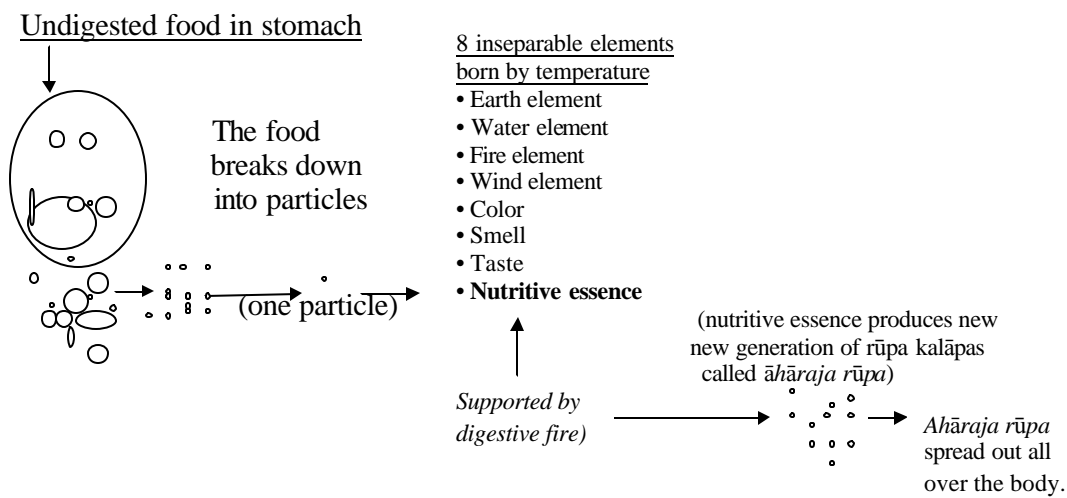 Undigested food in stomach
The food
breaks down
into particles
(one particle)
8 inseparable elements
born by temperature
• Earth element
• Water element
• Fire element
• Wind element
• Color
• Smell
• Taste
• Nutritive essence
Supported by
digestive fire)
(nutritive essence produces new
new generation of rūpa kalāpas
called āhāraja rūpa)
Ahāraja rūpa
spread out all
over the body.